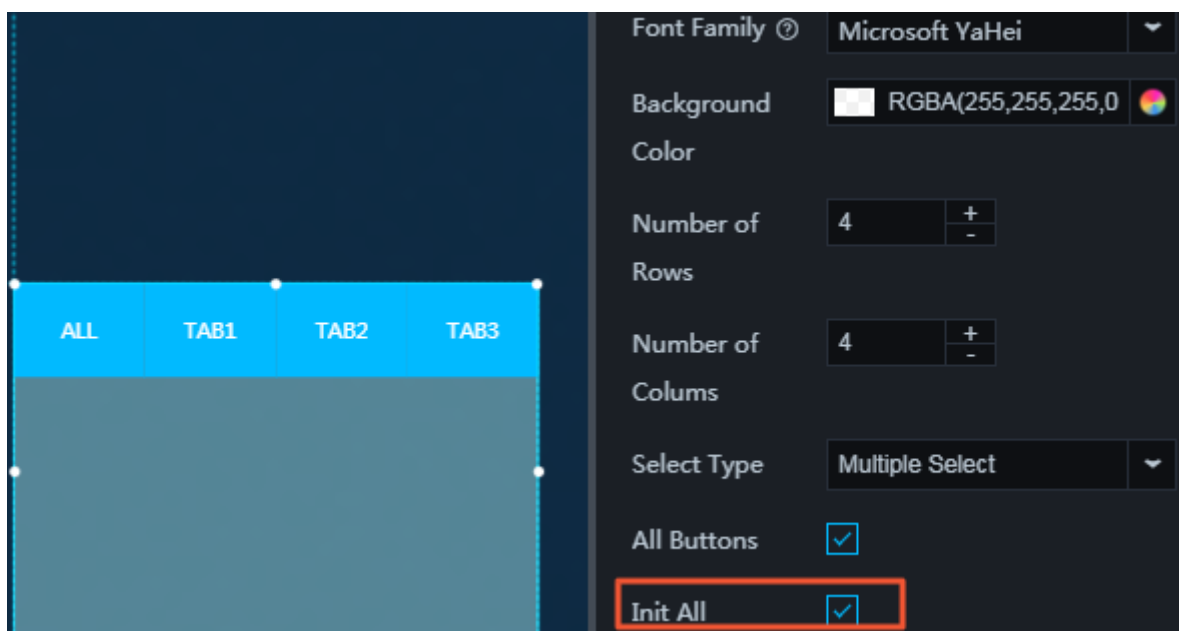 Font Family ? Microsoft YaHei
Background RGBA(255,255,255,0
Color
Number of 4 + -
Rows
ALL TAB1 TAB2 TAB3
Number of 4 + -
Colums
Select Type Multiple Select
All Buttons
Init All